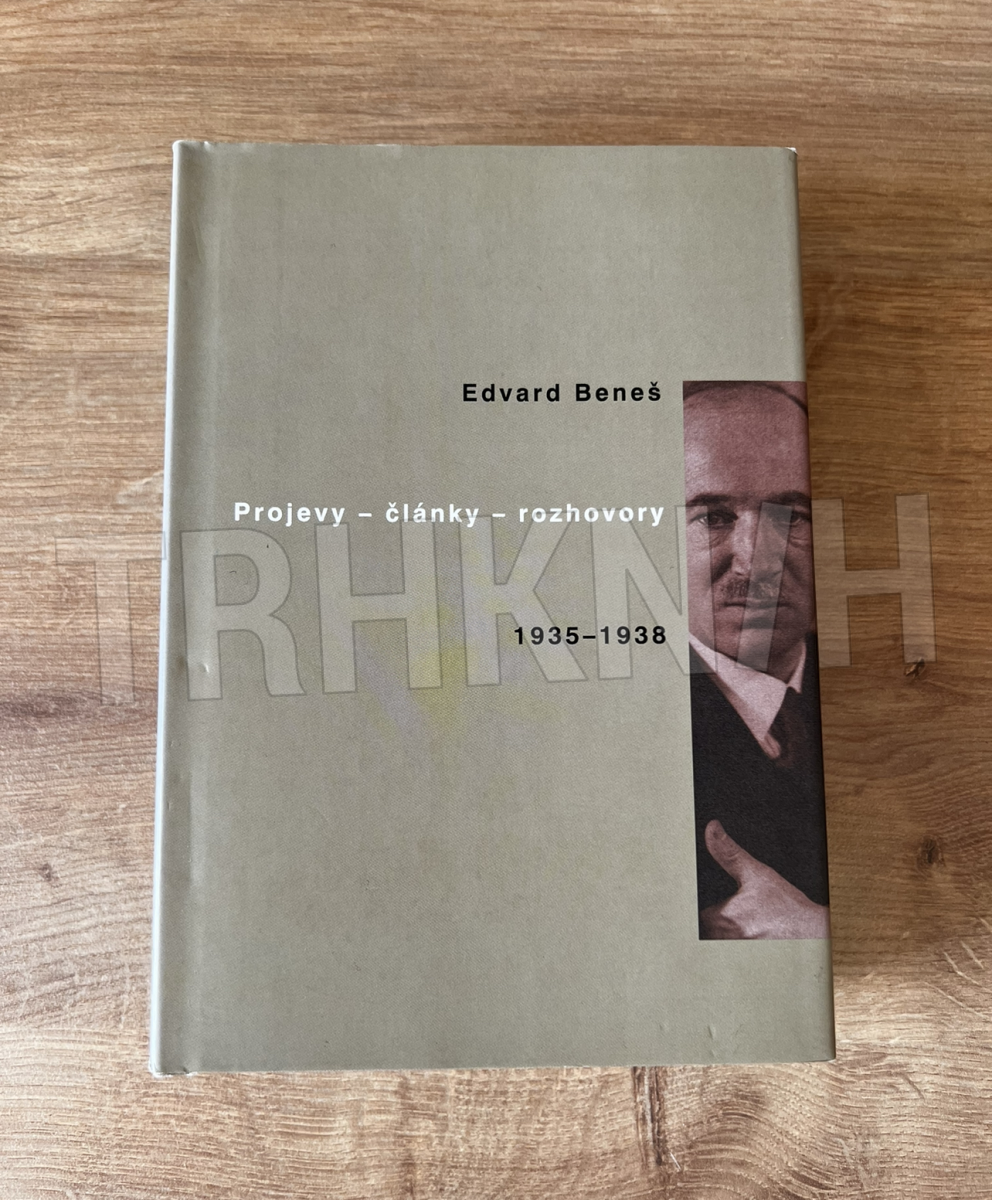 Edvard Beneš
Projevy – články – rozhovory
1935–1938
TRHKNIH